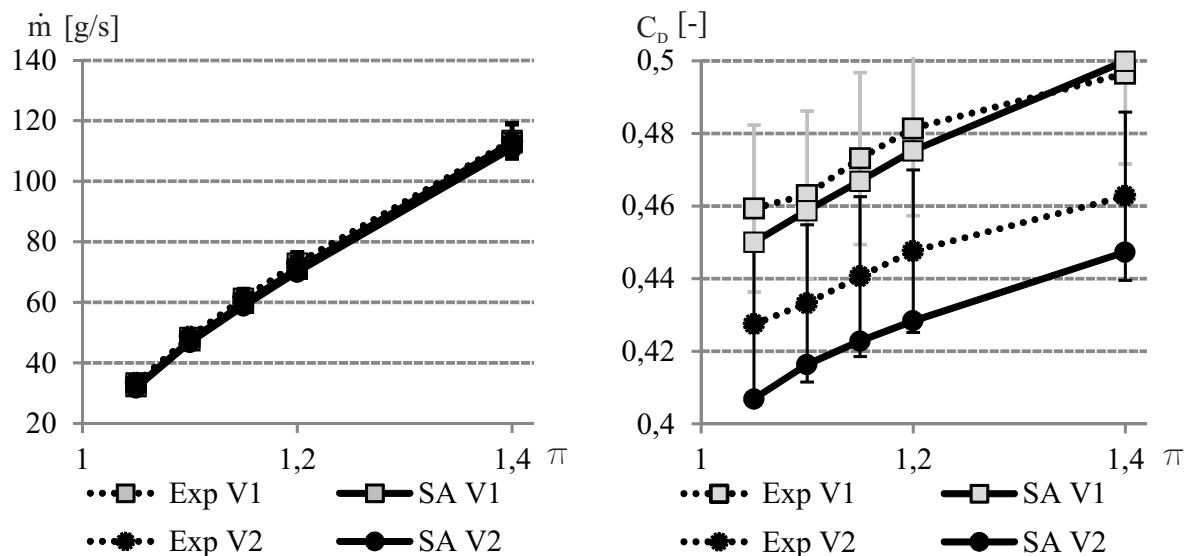 ṁ [g/s]
140
120
100
80
60
40
20
1
1,2
1,4
π
Exp V1
SA V1
Exp V2
SA V2
C_D [-]
0,5
0,48
0,46
0,44
0,42
0,4
1
1,2
1,4
π
Exp V1
SA V1
Exp V2
SA V2